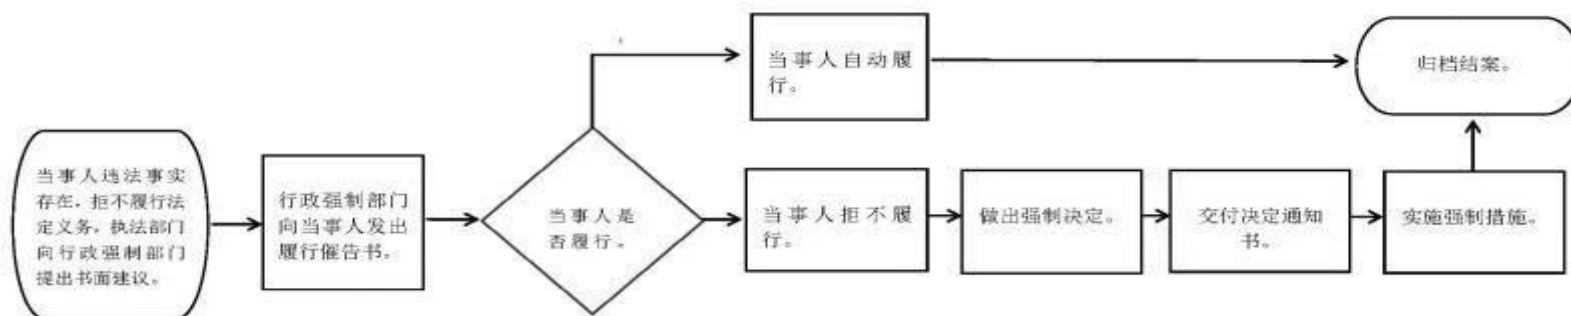 当事人违法事实
存在，拒不履行法
定义务，执法部门
向行政强制部门
提出书面建议。
行政强制部门
向当事人发出
履行催告书。
当事人是
否履行。
当事人自动履
行。
当事人拒不履
行。
做出强制决定。
交付决定通知
书。
实施强制措施。
归档结案。